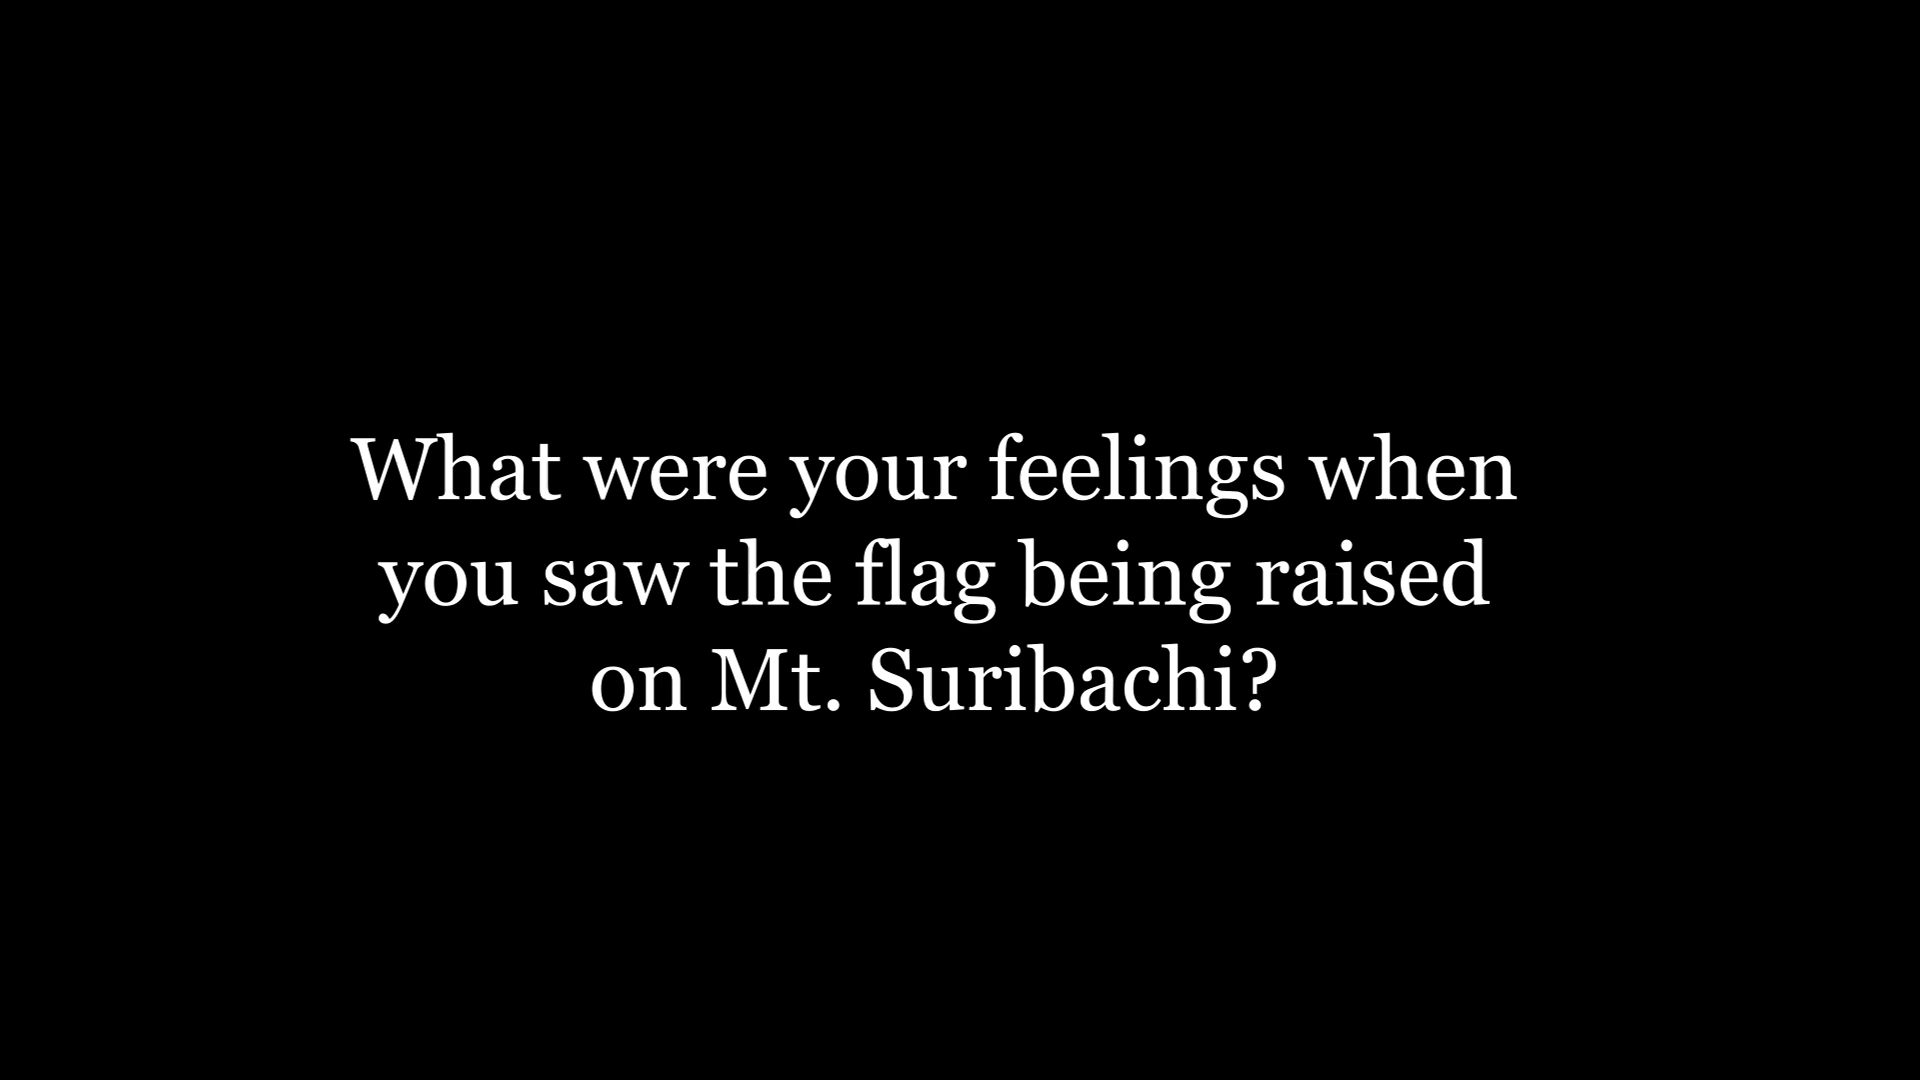 What were your feelings when
you saw the flag being raised
on Mt. Suribachi?